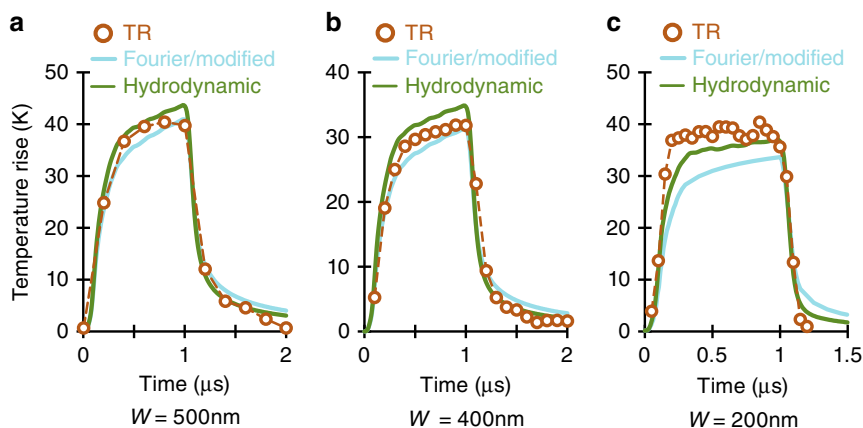 a
TR
Fourier/modified
Hydrodynamic
50
40
30
20
10
0
Temperature rise (K)
0
1
2
Time (μs)
W = 500nm
b
TR
Fourier/modified
Hydrodynamic
40
30
20
10
0
0
1
2
Time (μs)
W = 400nm
c
TR
Fourier/modified
Hydrodynamic
50
40
30
20
10
0
0
0.5
1
1.5
Time (μs)
W = 200nm